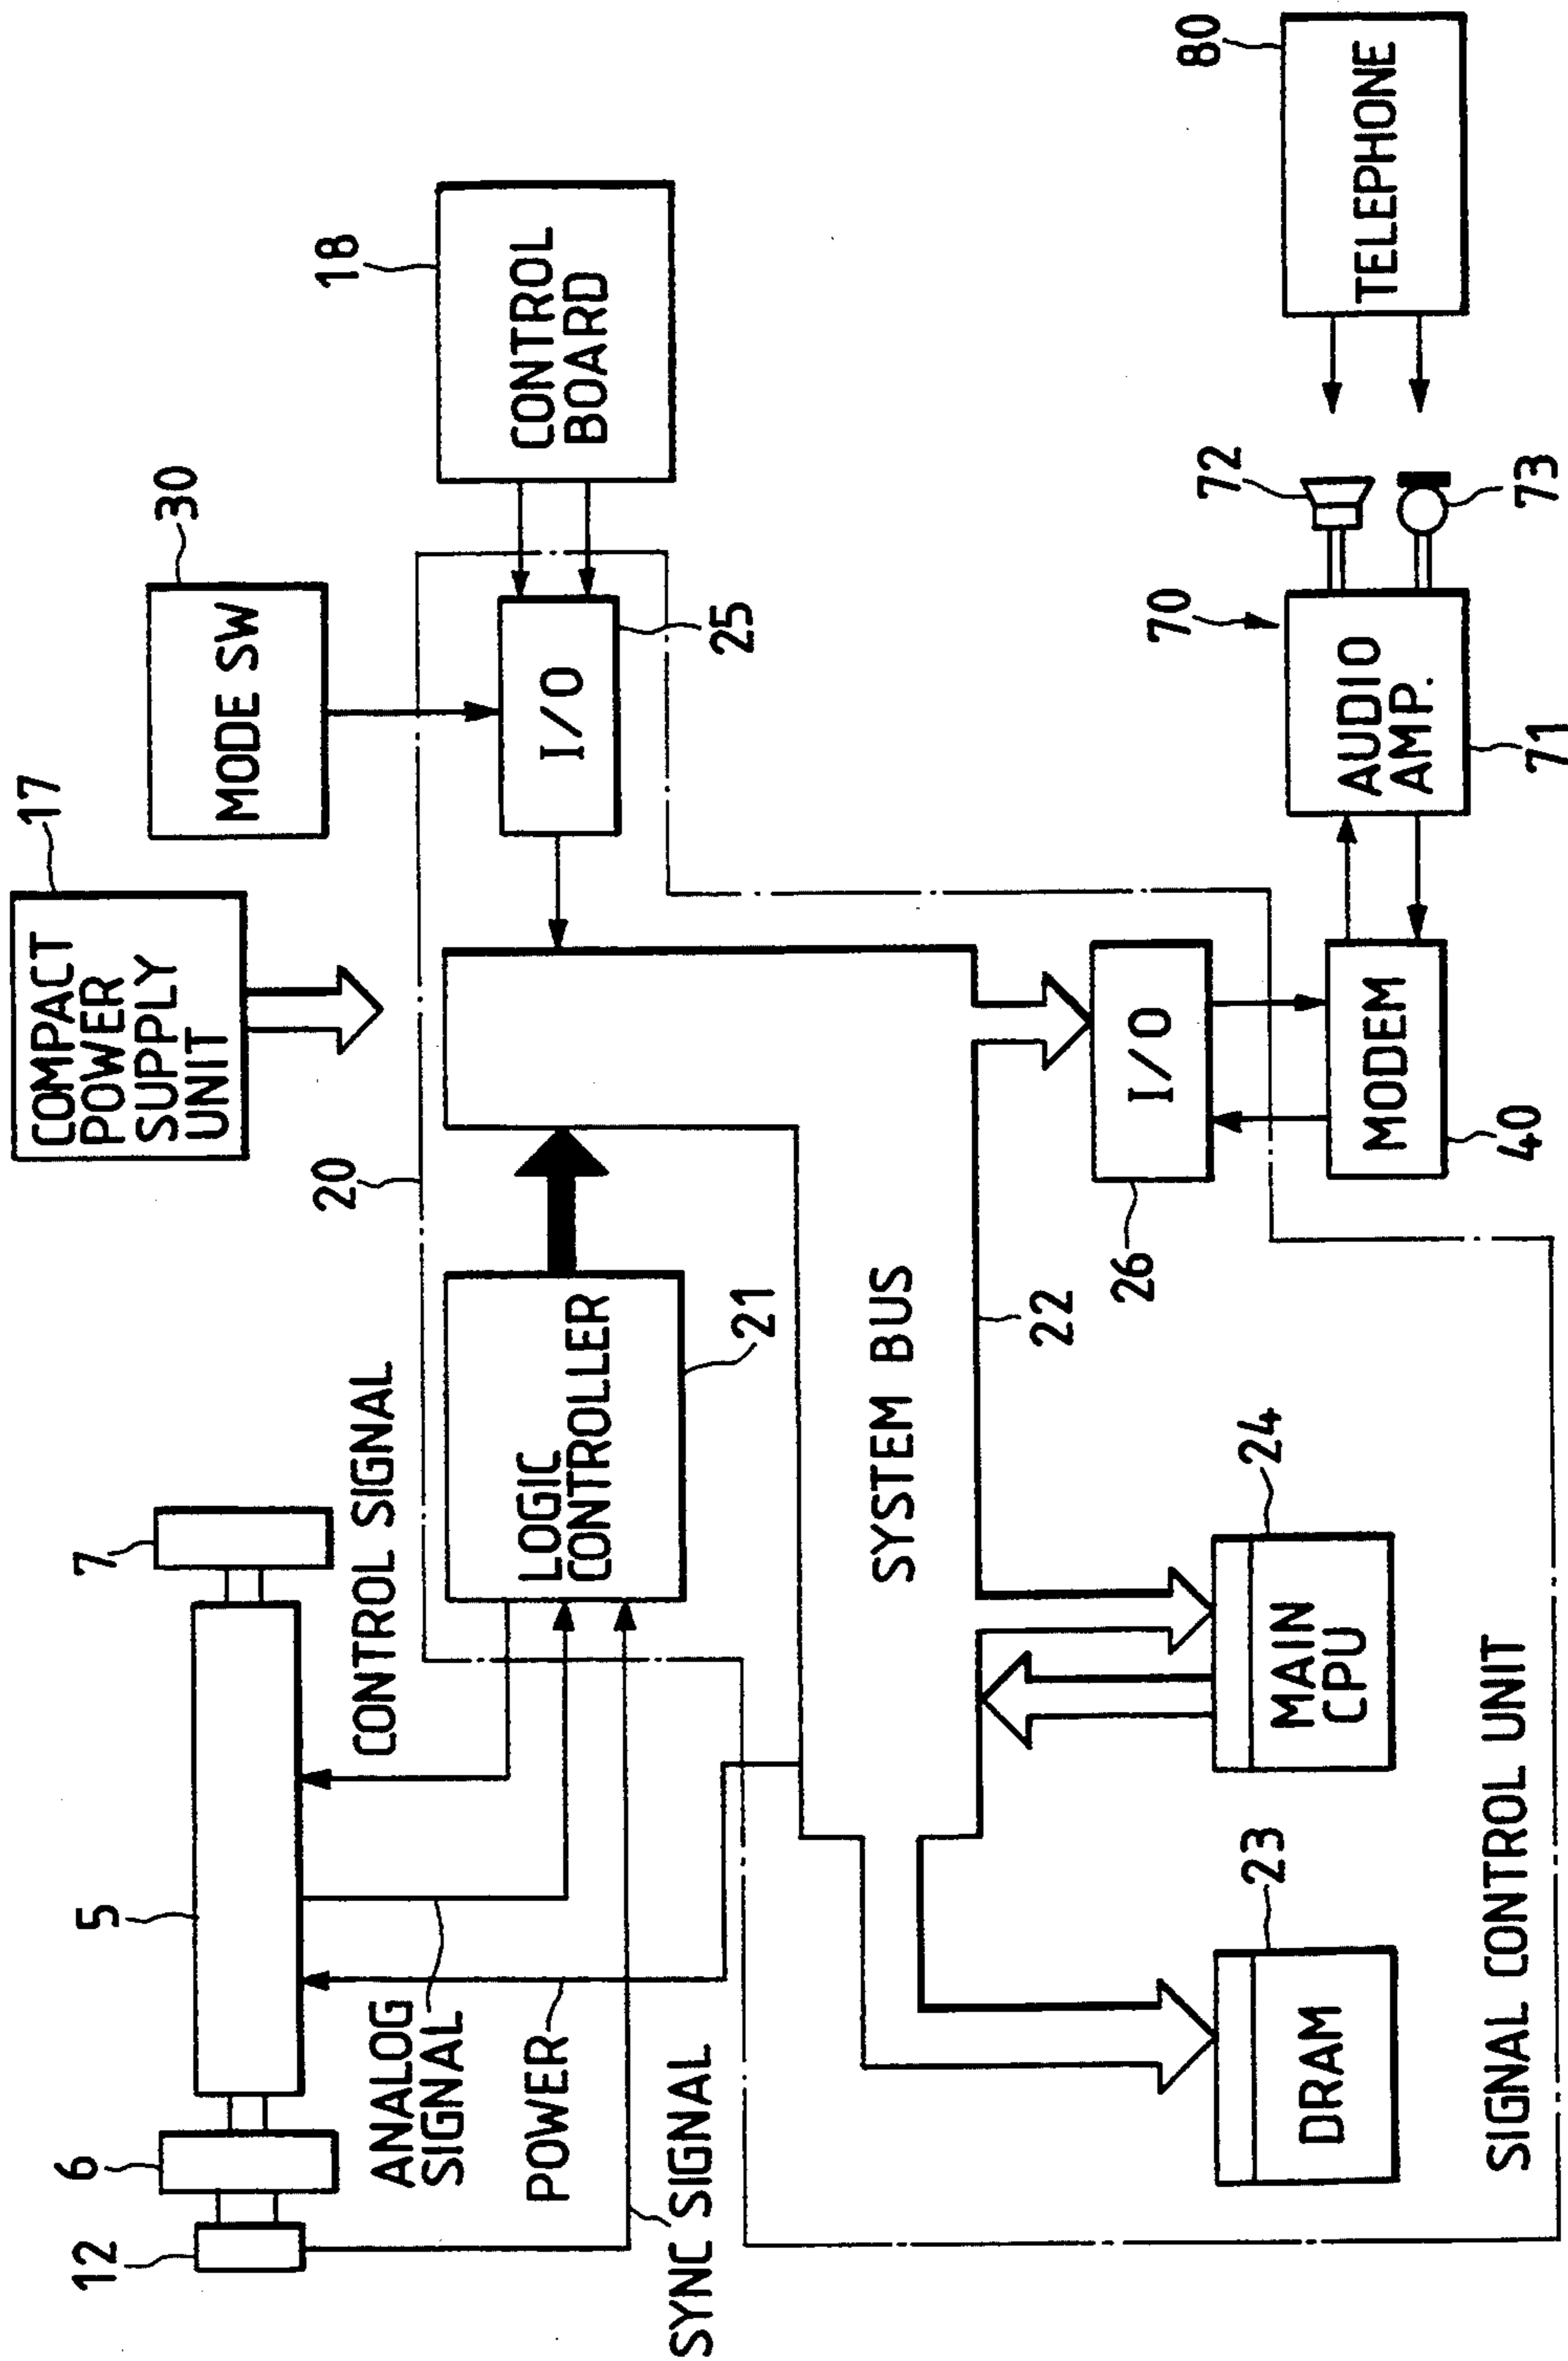 12
6
5
7
ANALOG
SIGNAL
POWER
SYNC SIGNAL
CONTROL SIGNAL
COMPACT
POWER
SUPPLY
UNIT
17
MODE SW
30
20
LOGIC
CONTROLLER
21
I/O
25
CONTROL
BOARD
18
SYSTEM BUS
22
I/O
26
DRAM
23
MAIN
CPU
24
SIGNAL CONTROL UNIT
MODEM
40
AUDIO
AMP.
70
71
72
73
TELEPHONE
80